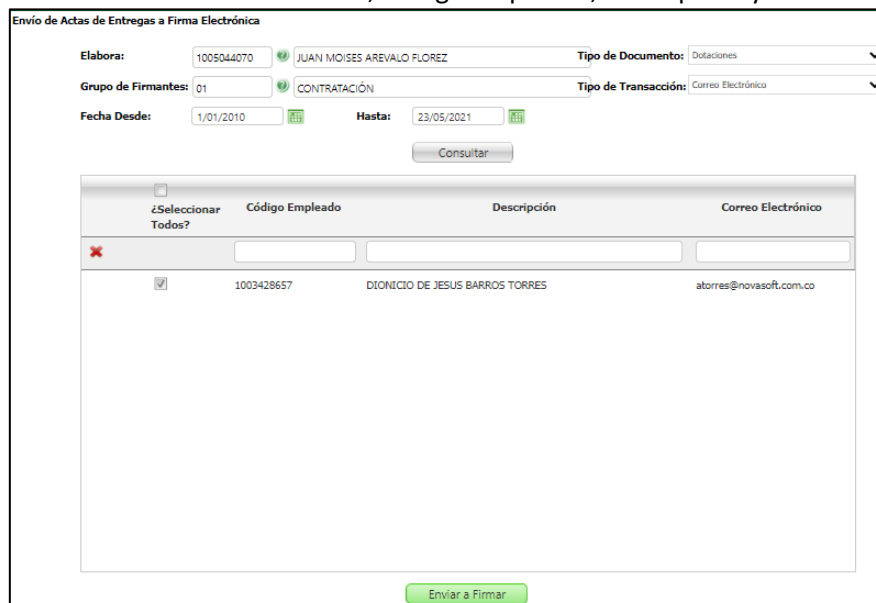 Envío de Actas de Entregas a Firma Electrónica
Elabora: 1005044070 JUAN MOISES AREVALO FLOREZ Tipo de Documento: Dotaciones
Grupo de Firmantes: 01 CONTRATACIÓN Tipo de Transacción: Correo Electrónico
Fecha Desde: 1/01/2010 Hasta: 23/05/2021
Consultar
¿Seleccionar Todos? Código Empleado Descripción Correo Electrónico
1003428657 DIONICIO DE JESUS BARROS TORRES atorres@novasoft.com.co
Enviar a Firmar